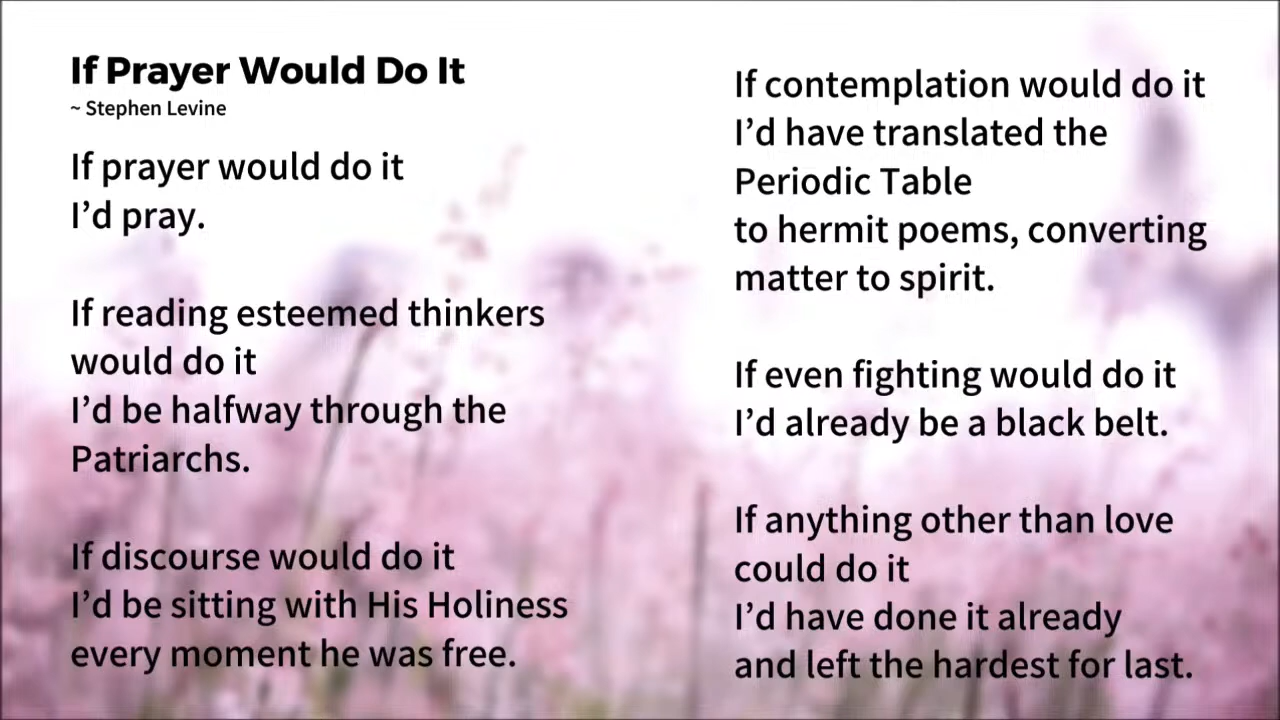 If Prayer Would Do It
~ Stephen Levine
If prayer would do it
I’d pray.
If reading esteemed thinkers
would do it
I’d be halfway through the
Patriarchs.
If discourse would do it
I’d be sitting with His Holiness
every moment he was free.
If contemplation would do it
I’d have translated the
Periodic Table
to hermit poems, converting
matter to spirit.
If even fighting would do it
I’d already be a black belt.
If anything other than love
could do it
I’d have done it already
and left the hardest for last.